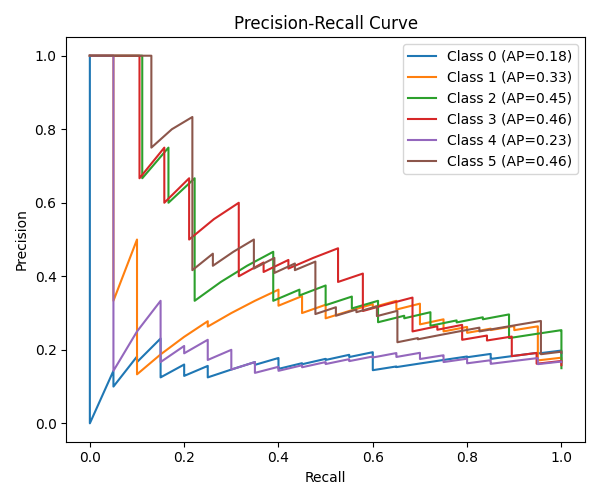 Precision-Recall Curve
Precision
1.0
0.8
0.6
0.4
0.2
0.0
Class 0 (AP=0.18)
Class 1 (AP=0.33)
Class 2 (AP=0.45)
Class 3 (AP=0.46)
Class 4 (AP=0.23)
Class 5 (AP=0.46)
0.0 0.2 0.4 0.6 0.8 1.0
Recall